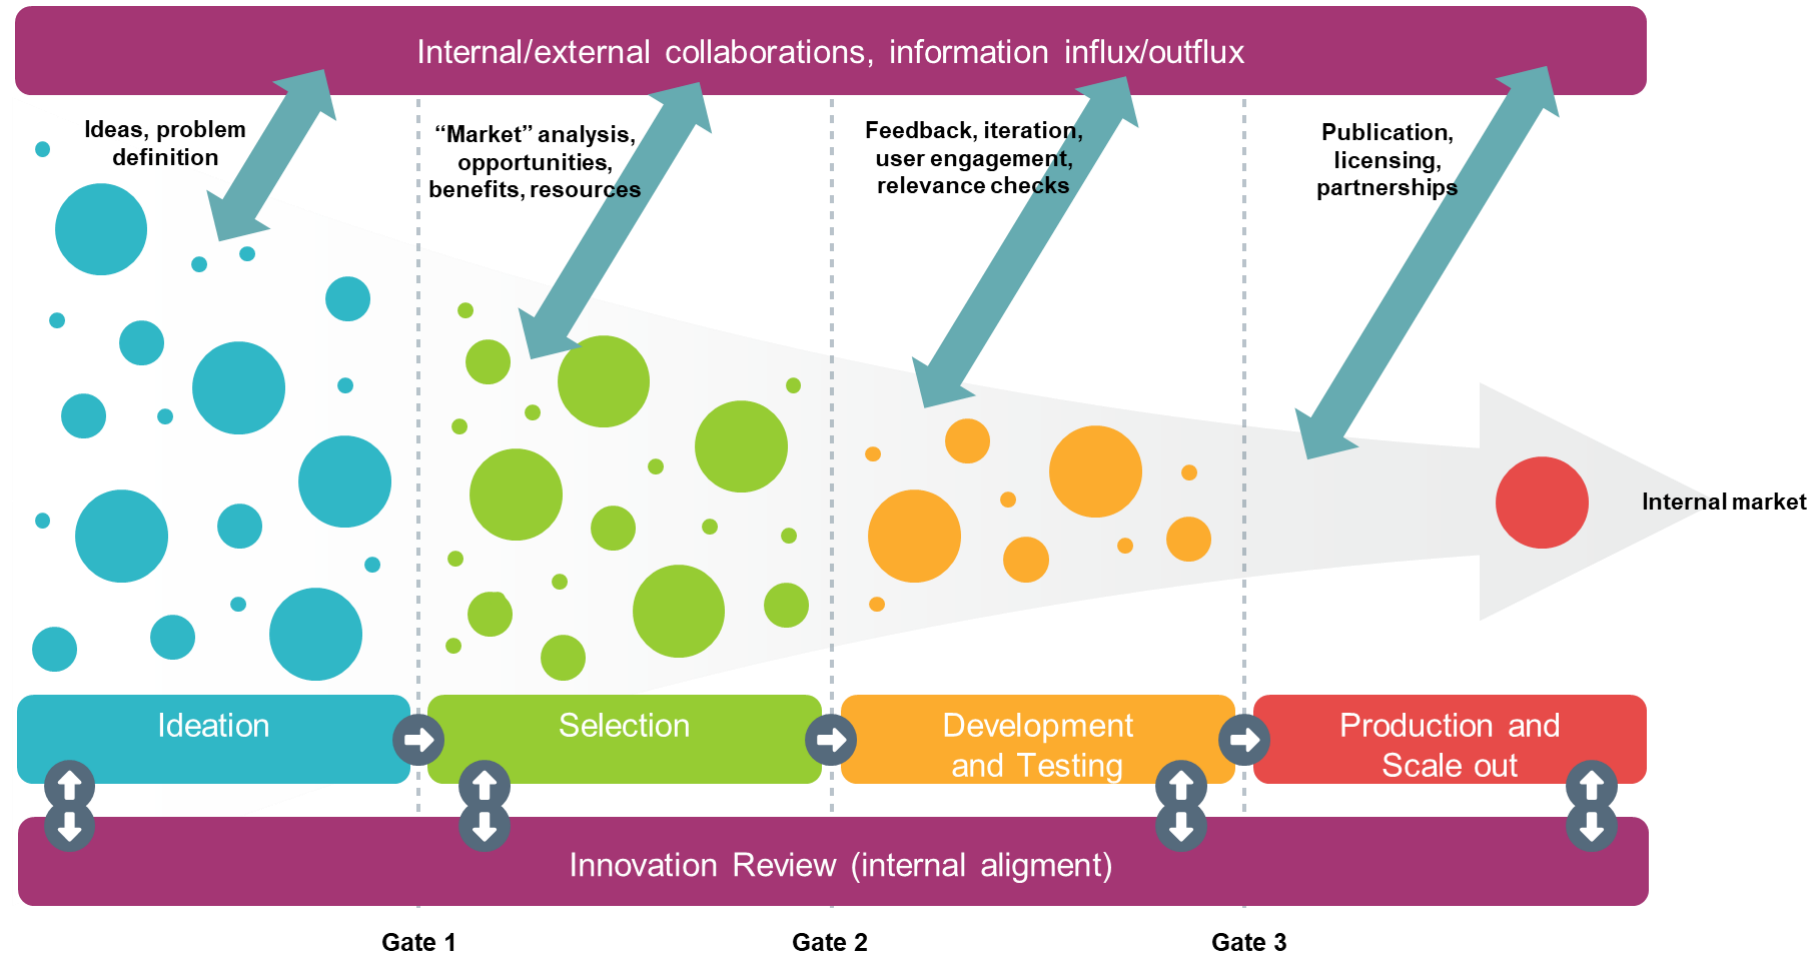 Internal/external collaborations, information influx/outflux
Ideas, problem
definition
“Market” analysis,
opportunities,
benefits, resources
Feedback, iteration,
user engagement,
relevance checks
Publication,
licensing,
partnerships
Internal market
Ideation
Selection
Development
and Testing
Production and
Scale out
Innovation Review (internal aligment)
Gate 1
Gate 2
Gate 3